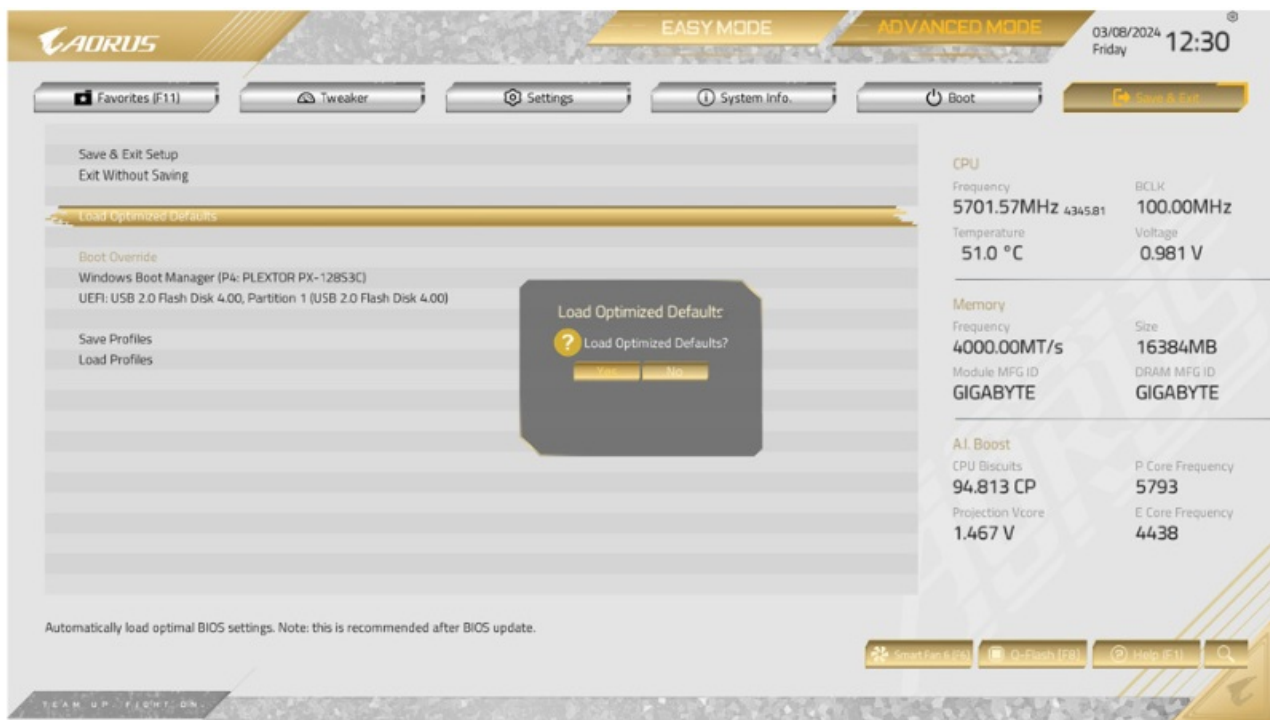 AORUS
EASY MODE
ADVANCED MODE
03/08/2024
Friday
12:30
Favorites (F11)
Tweaker
Settings
System Info.
Boot
Save & Exit
Save & Exit Setup
Exit Without Saving
Load Optimized Defaults
Boot Override
Windows Boot Manager (P4: PLEXTOR PX-128S3C)
UEFI: USB 2.0 Flash Disk 4.00, Partition 1 (USB 2.0 Flash Disk 4.00)
Save Profiles
Load Profiles
Load Optimized Defaults
? Load Optimized Defaults?
Yes No
CPU
Frequency BCLK
5701.57MHz 4345.81 100.00MHz
Temperature Voltage
51.0 °C 0.981 V
Memory
Frequency Size
4000.00MT/s 16384MB
Module MFG ID DRAM MFG ID
GIGABYTE GIGABYTE
A.I. Boost
CPU Biscuits P Core Frequency
94.813 CP 5793
Projection Vcore E Core Frequency
1.467 V 4438
Automatically load optimal BIOS settings. Note: this is recommended after BIOS update.
Smart Fan 6 (F6) Q-Flash (F8) Help (F1)
TEAM UP. FIGHT ON.